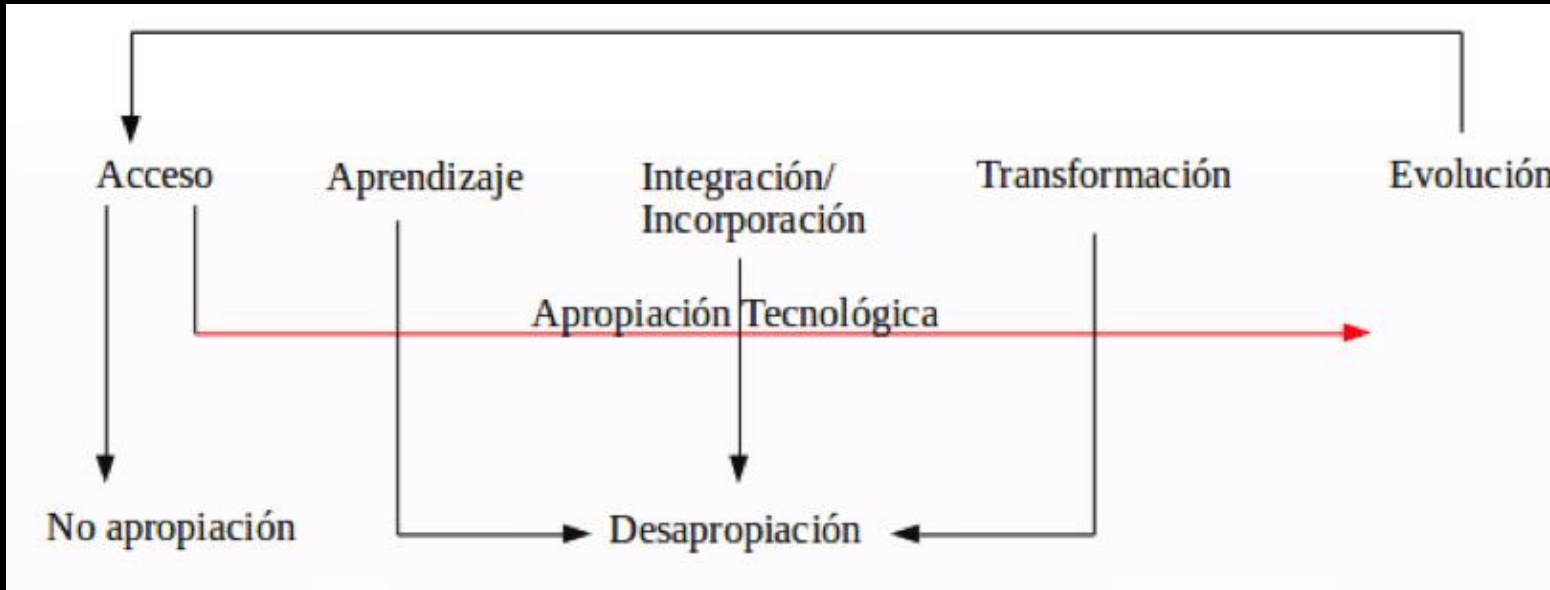 Acceso
Aprendizaje
Integración/
Incorporación
Transformación
Evolución
Apropiación Tecnológica
No apropiación
Desapropiación